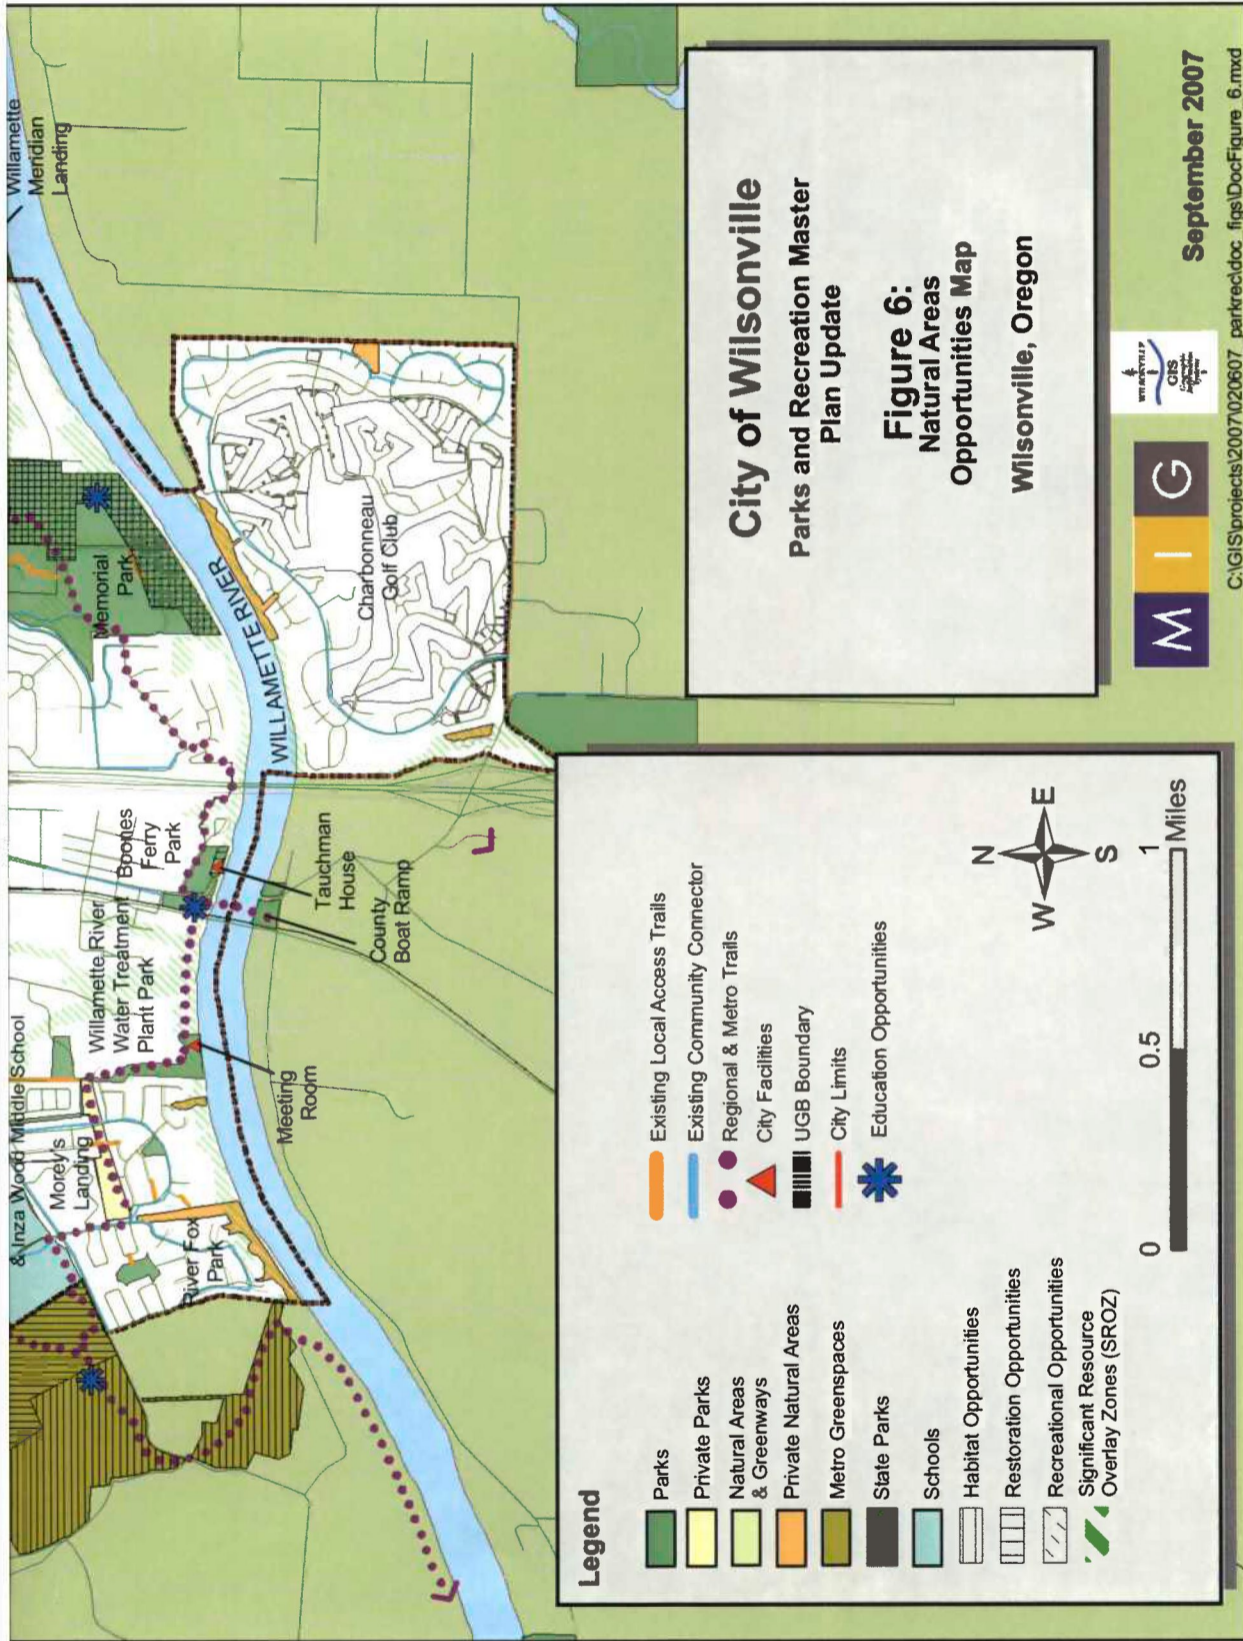 Willamette
Meridian
Landing
& Inza Wood Middle School
Morey's
Landing
River Fox
Park
Willamette River
Water Treatment
Plant Park
Boones
Ferry
Park
Memorial
Park
WILLAMETTE RIVER
Meeting
Room
Tauchman
House
County
Boat Ramp
Charbonneau
Golf Club
Legend
Parks
Private Parks
Natural Areas
& Greenways
Private Natural Areas
Metro Greenspaces
State Parks
Schools
Habitat Opportunities
Restoration Opportunities
Recreational Opportunities
Significant Resource
Overlay Zones (SROZ)
Existing Local Access Trails
Existing Community Connector
Regional & Metro Trails
City Facilities
UGB Boundary
City Limits
Education Opportunities
N
W E
S
0 0.5 1
Miles
City of Wilsonville
Parks and Recreation Master
Plan Update
Figure 6:
Natural Areas
Opportunities Map
Wilsonville, Oregon
M I G
WILSONVILLE
GIS
September 2007
C:\GIS\projects\2007\020607_parkrec\doc_figs\DocFigure_6.mxd